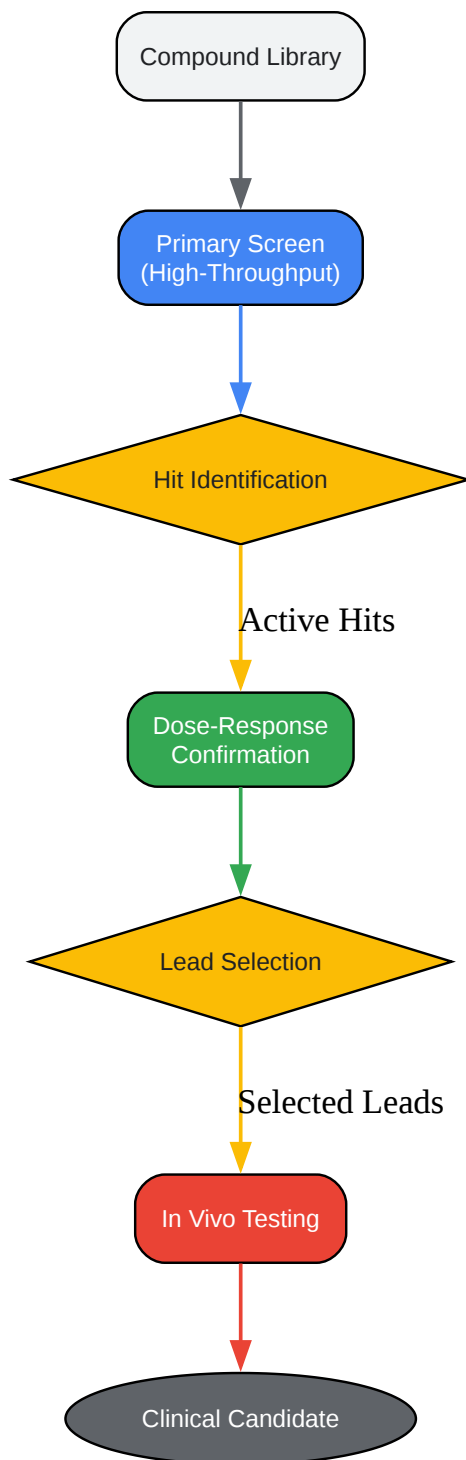 Compound Library
Primary Screen
(High-Throughput)
Hit Identification
Active Hits
Dose-Response
Confirmation
Lead Selection
Selected Leads
In Vivo Testing
Clinical Candidate